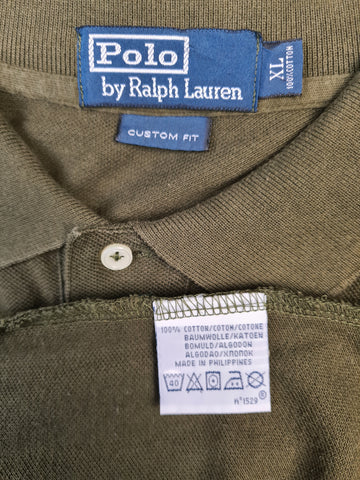 Polo
by Ralph Lauren
XL
100% COTTON
CUSTOM FIT
100% COTTON/COTON/COTONE
BAUMWOLLE/KATOEN
BOMULD/ALGODON
ALGODAO/ХЛОПОК
MADE IN PHILIPPINES
40
N°1529